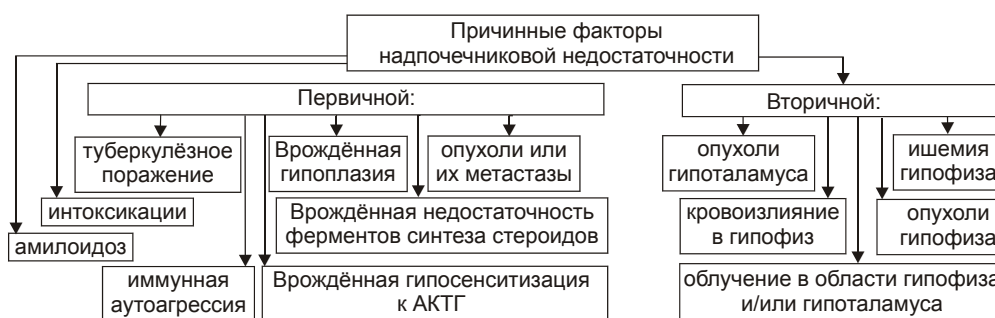 Причинные факторы
надпочечниковой недостаточности
Первичной:
Вторичной:
туберкулёзное
поражение
Врождённая
гипоплазия
опухоли или
их метастазы
опухоли
гипоталамуса
ишемия
гипофиза
интоксикации
Врождённая недостаточность
ферментов синтеза стероидов
кровоизлияние
в гипофиз
опухоли
гипофиза
амилоидоз
иммунная
аутоагрессия
Врождённая гипосенситизация
к АКТГ
облучение в области гипофиза
и/или гипоталамуса